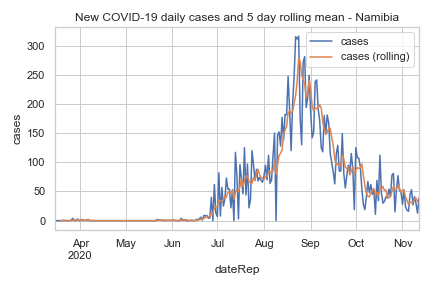 New COVID-19 daily cases and 5 day rolling mean - Namibia
cases
cases (rolling)
300
250
200
150
100
50
0
cases
Apr
2020
May
Jun
Jul
Aug
Sep
Oct
Nov
dateRep